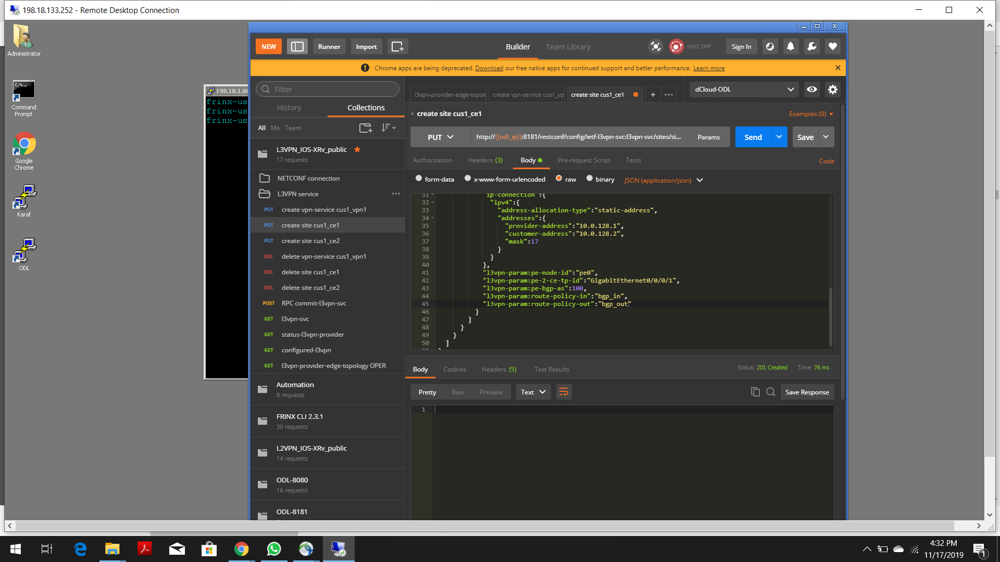 198.18.133.252 - Remote Desktop Connection
Administrator
Command
Prompt
Google
Chrome
Karaf
ODL
198.18.1.80
frinx-us
frinx-us
frinx-us
NEW
Runner
Import
Builder
Team Library
SYNC OFF
Sign In
Chrome apps are being deprecated. Download our free native apps for continued support and better performance. Learn more
Filter
History
Collections
All Me Team
L3VPN_IOS-XRv_public
17 requests
NETCONF connection
L3VPN service
PUT create vpn-service cus1_vpn1
PUT create site cus1_ce1
PUT create site cus1_ce2
DEL delete vpn-service cus1_vpn1
DEL delete site cus1_ce1
DEL delete site cus1_ce2
POST RPC commit-l3vpn-svc
GET l3vpn-svc
GET status-l3vpn-provider
GET configured-l3vpn
GET l3vpn-provider-edge-topology OPER
Automation
8 requests
FRINX CLI 2.3.1
30 requests
L2VPN_IOS-XRv_public
14 requests
ODL-8080
16 requests
ODL-8181
l3vpn-provider-edge-topolo
create vpn-service cus1_vp
create site cus1_ce1
dCloud-ODL
create site cus1_ce1
Examples (0)
PUT
http://{{odl_ip}}:8181/restconf/config/ietf-l3vpn-svc:l3vpn-svc/sites/si...
Params
Send
Save
Authorization
Headers (3)
Body
Pre-request Script
Tests
Code
form-data
x-www-form-urlencoded
raw
binary
JSON (application/json)
31 ip-connection :{
32 "ipv4":{
33 "address-allocation-type":"static-address",
34 "addresses":{
35 "provider-address":"10.0.128.1",
36 "customer-address":"10.0.128.2",
37 "mask":17
38 }
39 }
40 },
41 "l3vpn-param:pe-node-id":"pe0",
42 "l3vpn-param:pe-2-ce-tp-id":"GigabitEthernet0/0/0/1",
43 "l3vpn-param:pe-bgp-as":100,
44 "l3vpn-param:route-policy-in":"bgp_in",
45 "l3vpn-param:route-policy-out":"bgp_out"
46 }
47 ]
48 }
49 }
50 ]
Body
Cookies
Headers (5)
Test Results
Status: 201 Created
Time: 76 ms
Pretty
Raw
Preview
Text
Save Response
1
4:32 PM
11/17/2019
1